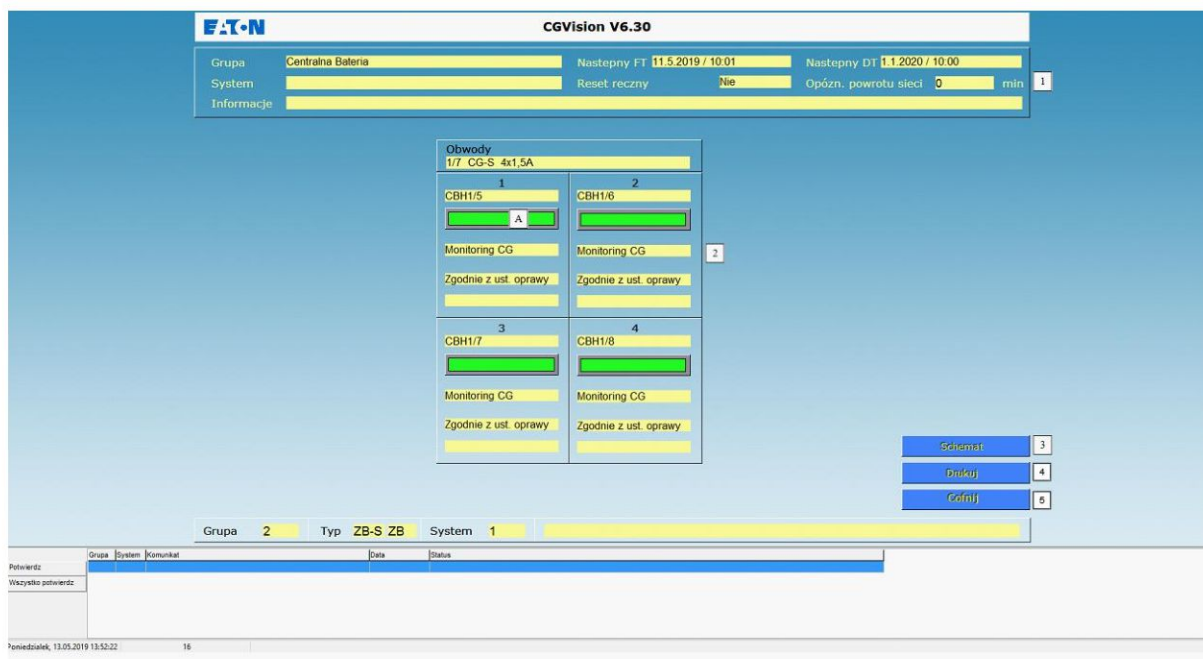 EATON
CGVision V6.30
Grupa Centralna Bateria Nastepny FT 11.5.2019 / 10:01 Nastepny DT 1.1.2020 / 10:00
System Reset reczny Nie Opózn. powrotu sieci 0 min 1
Informacje
Obwody
1/7 CG-S 4x1,5A
1 2
CBH1/5 CBH1/6
A
Monitoring CG Monitoring CG 2
Zgodnie z ust. oprawy Zgodnie z ust. oprawy
3 4
CBH1/7 CBH1/8
Monitoring CG Monitoring CG
Zgodnie z ust. oprawy Zgodnie z ust. oprawy
Schemat 3
Drukuj 4
Cofnij 5
Grupa 2 Typ ZB-S ZB System 1
Grupa System Komunikat Data Status
Potwierdz
Wszystko potwierdz
Poniedzialek, 13.05.2019 13:52:22 16